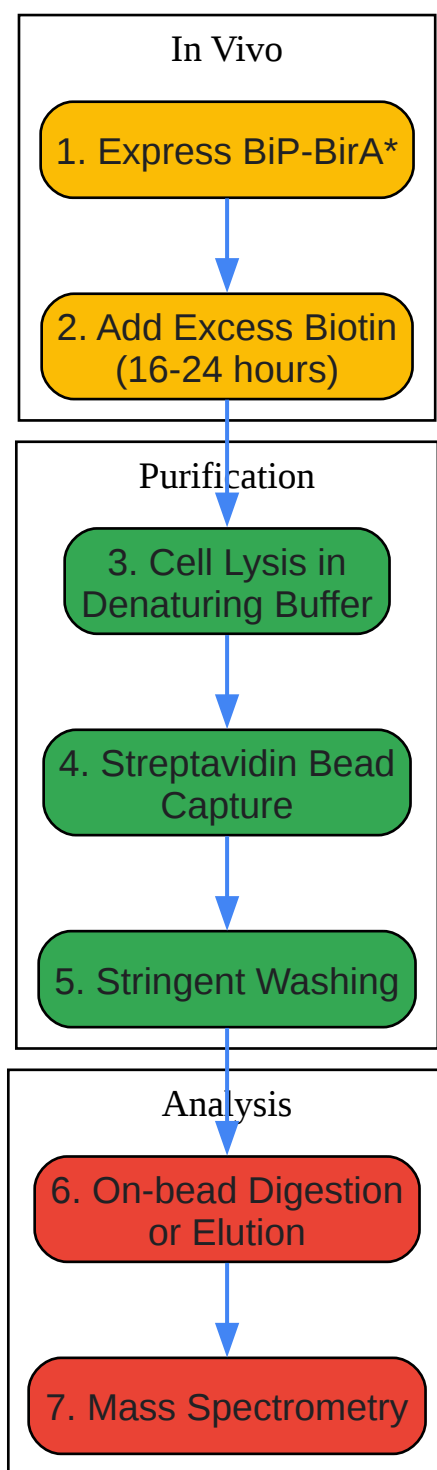 In Vivo
1. Express BiP-BirA*
2. Add Excess Biotin
(16-24 hours)
Purification
3. Cell Lysis in
Denaturing Buffer
4. Streptavidin Bead
Capture
5. Stringent Washing
Analysis
6. On-bead Digestion
or Elution
7. Mass Spectrometry